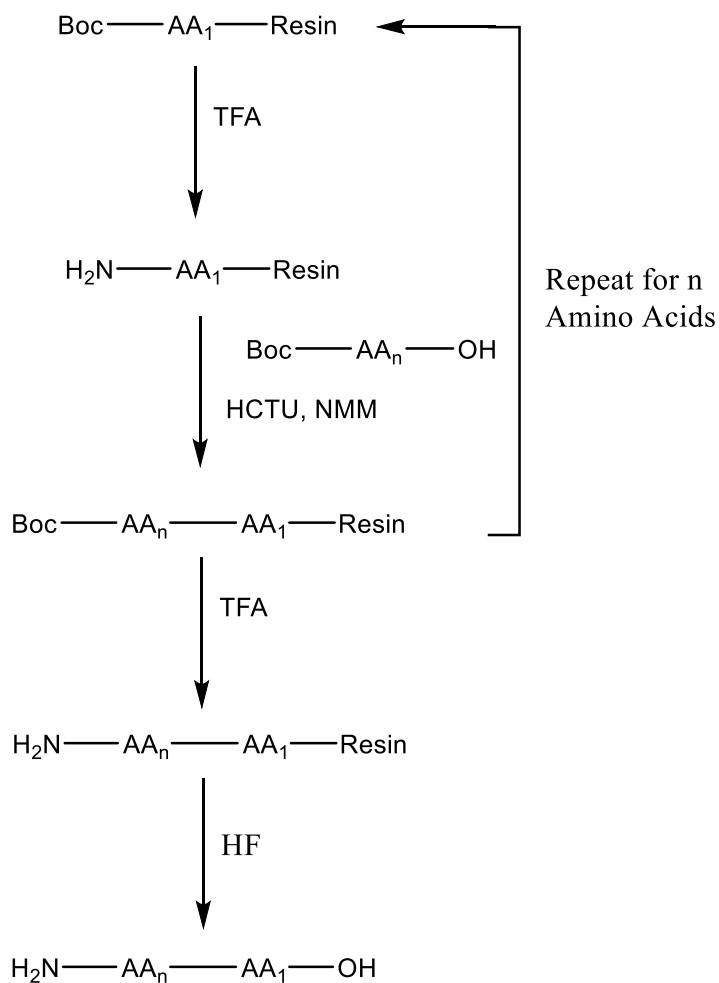 Boc AA₁ Resin
TFA
H₂N AA₁ Resin
Repeat for n
Amino Acids
Boc AAₙ OH
HCTU, NMM
Boc AAₙ AA₁ Resin
TFA
H₂N AAₙ AA₁ Resin
HF
H₂N AAₙ AA₁ OH